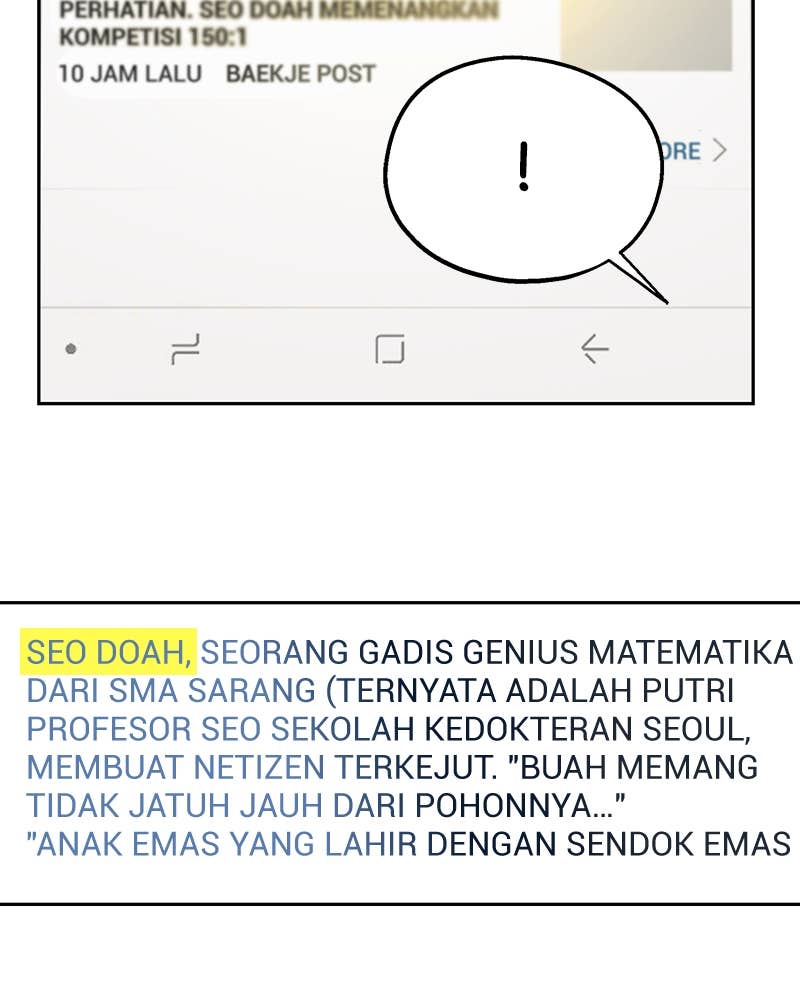 PERHATIAN. SEO DOAH MEMENANGKAN
KOMPETISI 150:1
10 JAM LALU BAEKJE POST
!
ORE
SEO DOAH, SEORANG GADIS GENIUS MATEMATIKA
DARI SMA SARANG (TERNYATA ADALAH PUTRI
PROFESOR SEO SEKOLAH KEDOKTERAN SEOUL,
MEMBUAT NETIZEN TERKEJUT. "BUAH MEMANG
TIDAK JATUH JAUH DARI POHONNYA..."
"ANAK EMAS YANG LAHIR DENGAN SENDOK EMAS